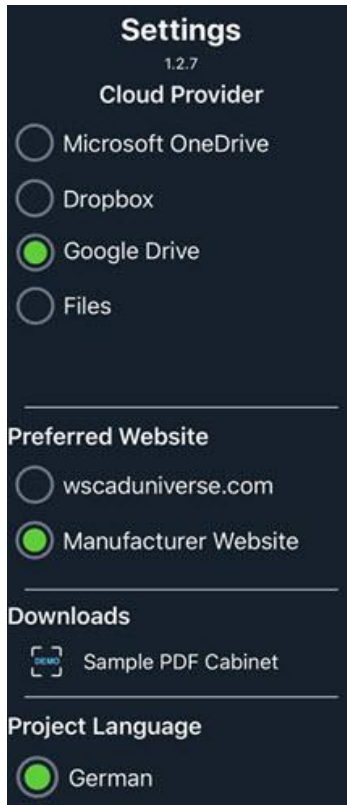 Settings
1.2.7
Cloud Provider
Microsoft OneDrive
Dropbox
Google Drive
Files
Preferred Website
wscaduniverse.com
Manufacturer Website
Downloads
DEMO
Sample PDF Cabinet
Project Language
German